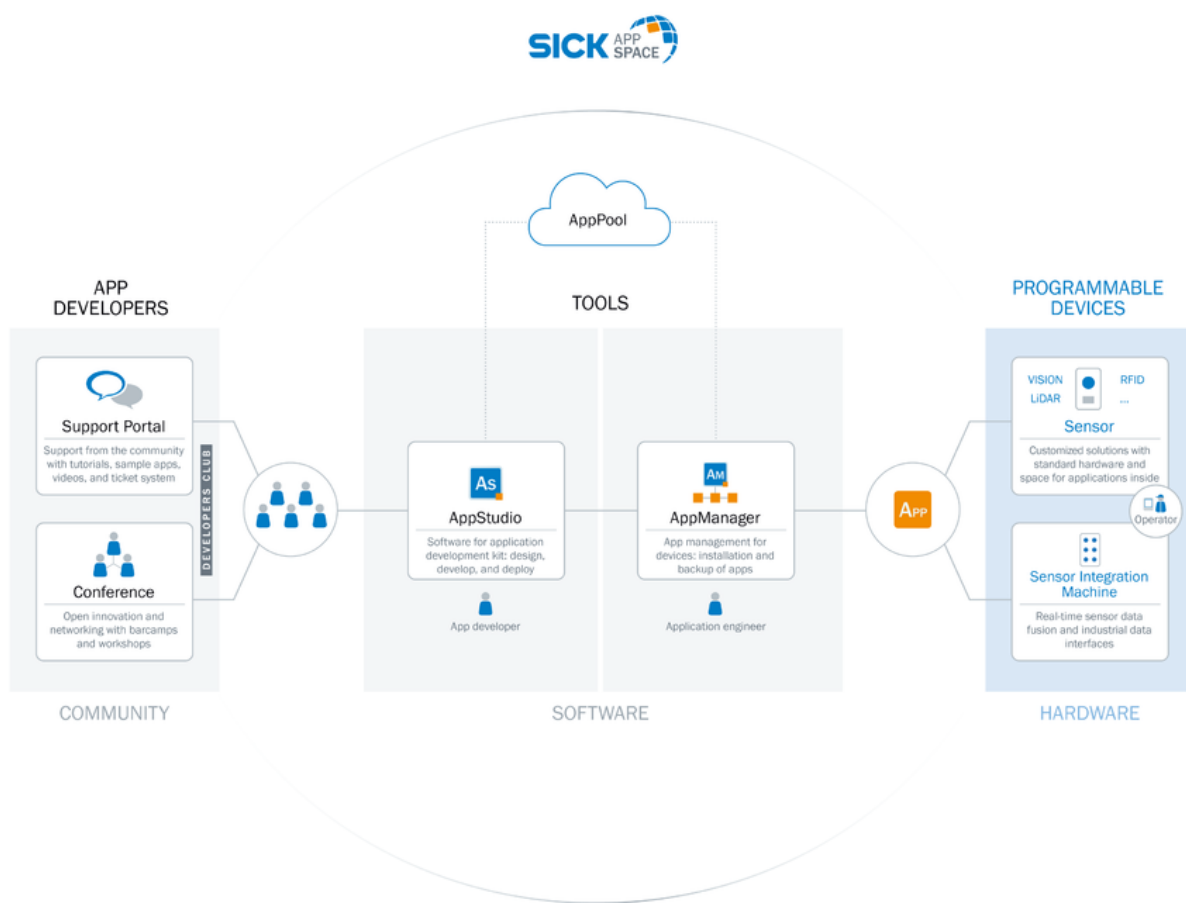 SICK APP SPACE
AppPool
APP
DEVELOPERS
TOOLS
PROGRAMMABLE
DEVICES
Support Portal
Support from the community
with tutorials, sample apps,
videos, and ticket system
Conference
Open innovation and
networking with barcamps
and workshops
DEVELOPERS CLUB
As
AppStudio
Software for application
development kit: design,
develop, and deploy
App developer
AM
AppManager
App management for
devices: installation and
backup of apps
Application engineer
APP
VISION
RFID
LiDAR
...
Sensor
Customized solutions with
standard hardware and
space for applications inside
Operator
Sensor Integration
Machine
Real-time sensor data
fusion and industrial data
interfaces
COMMUNITY
SOFTWARE
HARDWARE